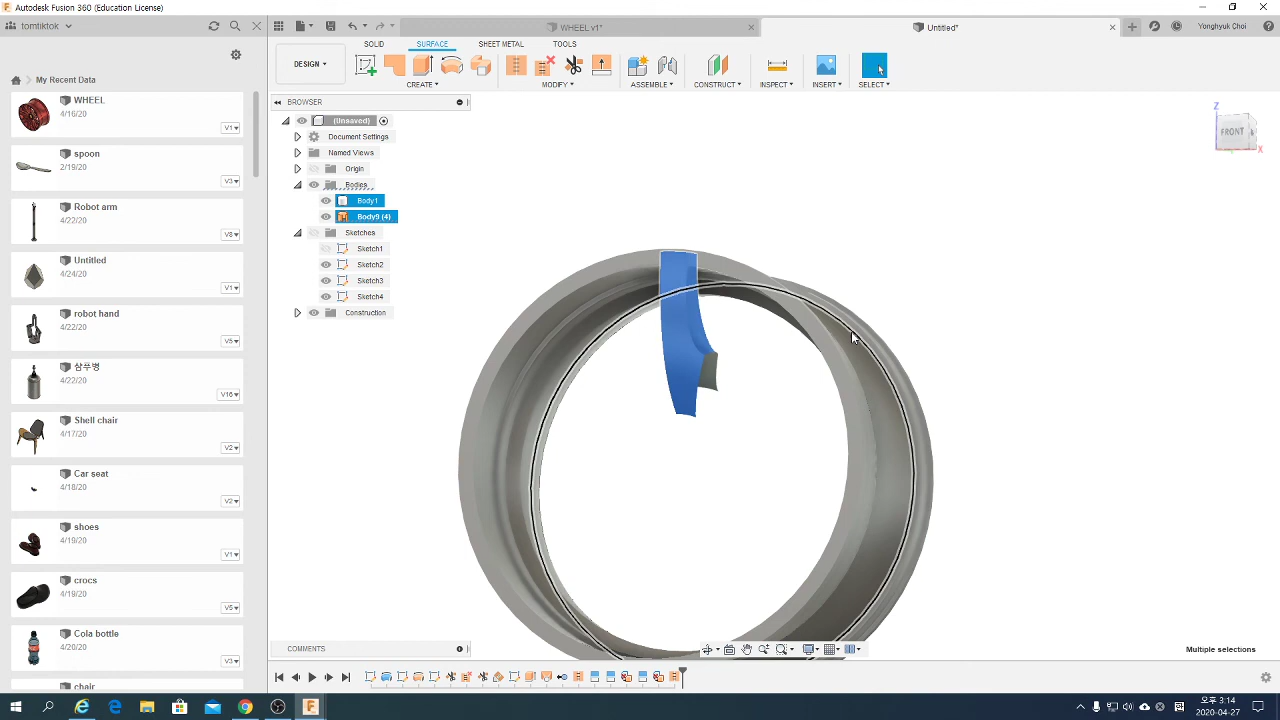 Autodesk Fusion 360 (Education License)
tomtiktok
WHEEL v1*
Untitled*
Yonghyuk Choi
SOLID
SURFACE
SHEET METAL
TOOLS
DESIGN
CREATE
MODIFY
ASSEMBLE
CONSTRUCT
INSPECT
INSERT
SELECT
My Recent Data
WHEEL
4/16/20
V1
spoon
2/19/20
V3
Robot arm
4/22/20
V8
Untitled
4/24/20
V1
robot hand
4/22/20
V5
샴푸병
4/22/20
V16
Shell chair
4/17/20
V2
Car seat
4/18/20
V2
shoes
4/19/20
V1
crocs
4/19/20
V5
Cola bottle
4/20/20
V3
chair
BROWSER
(Unsaved)
Document Settings
Named Views
Origin
Bodies
Body1
Body9 (4)
Sketches
Sketch1
Sketch2
Sketch3
Sketch4
Construction
Z
FRONT
X
COMMENTS
Multiple selections
오후 3:14
2020-04-27